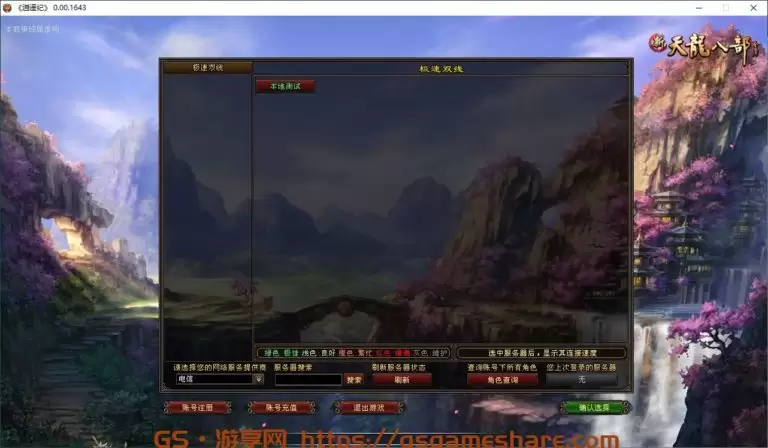 《逍遥纪》 0.00.1643
新天龍八部
极速双线
极速双线
本地测试
绿色 极佳 浅色 良好 橙色 繁忙 红色 爆满 灰色 维护
选中服务器后，显示其连接速度
请选择您的网络服务提供商
服务器搜索
刷新服务器状态
查询账号下所有角色
您上次登录的服务器
电信
搜索
刷新
角色查询
无
账号注册
账号充值
退出游戏
确认选择
GS·游享网 https://gsgameshare.com